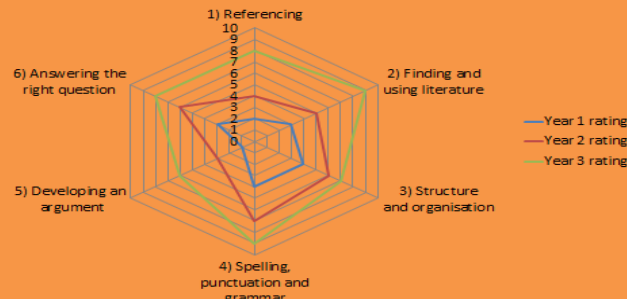 1) Referencing
10
9
8
7
6
5
4
3
2
1
0
2) Finding and
using literature
3) Structure
and organisation
4) Spelling,
punctuation and
grammar
5) Developing an
argument
6) Answering the
right question
Year 1 rating
Year 2 rating
Year 3 rating